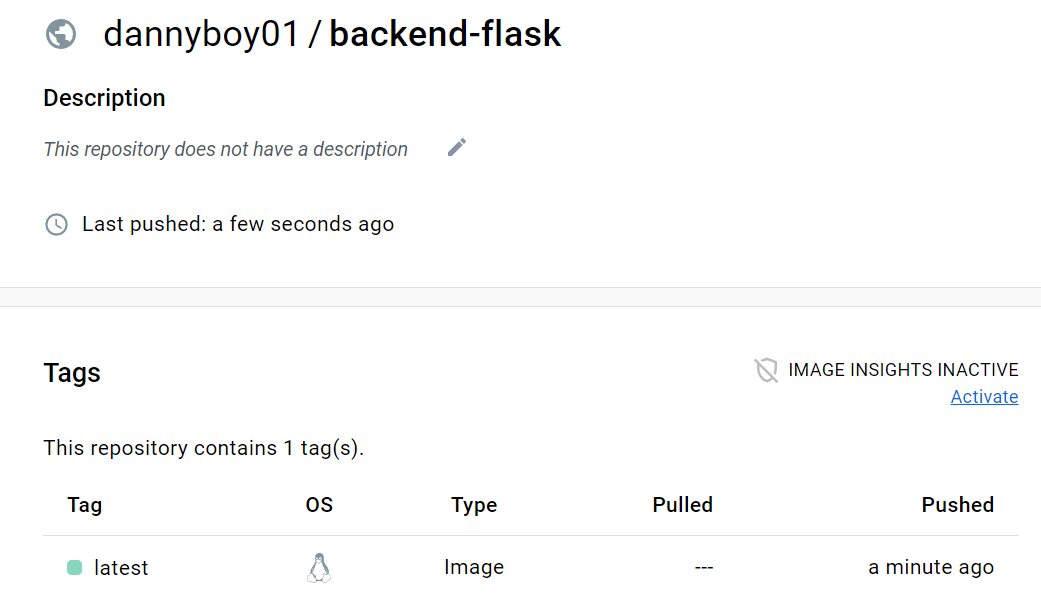 dannyboy01 / backend-flask
Description
This repository does not have a description
Last pushed: a few seconds ago
Tags
IMAGE INSIGHTS INACTIVE
Activate
This repository contains 1 tag(s).
Tag OS Type Pulled Pushed
latest Image --- a minute ago